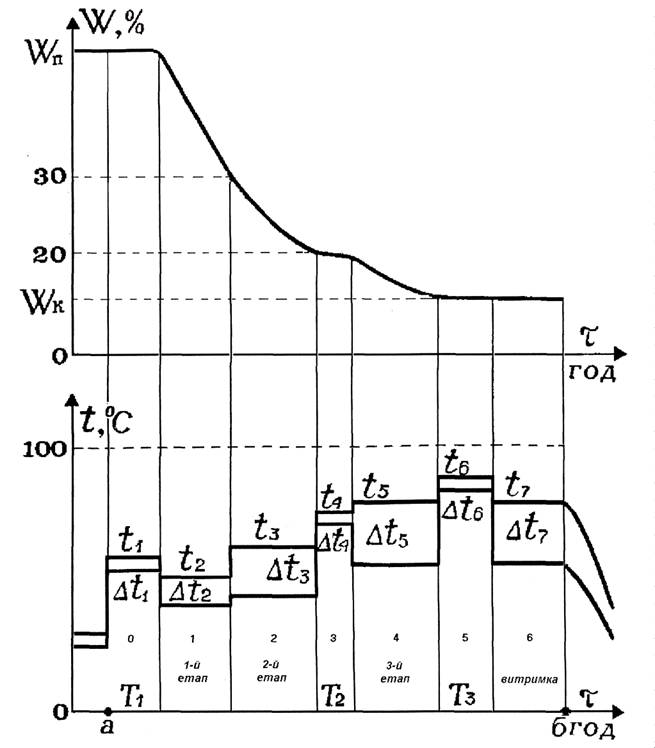 W,%
Wп
30
20
Wк
0
τ
год
t,°C
100
t6
t5
t7
t4
t1
t3
t2
Δt6
Δt4
Δt5
Δt7
Δt3
Δt1
Δt2
0 1 2 3 4 5 6
1-й етап
2-й етап
3-й етап
витримка
T1 T2 T3 τ
0
а
б год